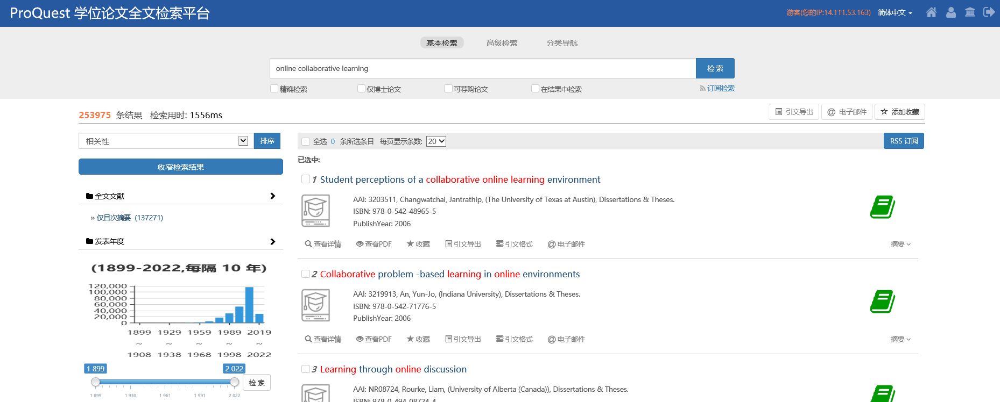 ProQuest 学位论文全文检索平台
游客(您的IP:14.111.53.163) 简体中文
基本检索 高级检索 分类导航
online collaborative learning 检 索
精确检索 仅博士论文 可荐购论文 在结果中检索 订阅检索
253975 条结果 检索用时: 1556ms
引文导出 @ 电子邮件 ☆ 添加收藏
相关性 排序
全选 0 条所选条目 每页显示条数: 20 RSS 订阅
收窄检索结果
已选中:
全文文献
» 仅目次摘要 (137271)
发表年度
(1899-2022,每隔 10 年)
120,000
100,000
80,000
60,000
40,000
20,000
0
1899 1929 1959 1989 2019
~ ~ ~ ~ ~
1908 1938 1968 1998 2022
1 899 2 022
检 索
1 899 1 930 1 961 1 991 2 022
1 Student perceptions of a collaborative online learning environment
AAI: 3203511, Changwatchai, Jantrathip, (The University of Texas at Austin), Dissertations & Theses.
ISBN: 978-0-542-48965-5
PublishYear: 2006
查看详情 查看PDF ★ 收藏 引文导出 引文格式 @ 电子邮件 摘要
2 Collaborative problem -based learning in online environments
AAI: 3219913, An, Yun-Jo, (Indiana University), Dissertations & Theses.
ISBN: 978-0-542-71776-5
PublishYear: 2006
查看详情 查看PDF ★ 收藏 引文导出 引文格式 @ 电子邮件 摘要
3 Learning through online discussion
AAI: NR08724, Rourke, Liam, (University of Alberta (Canada)), Dissertations & Theses.
ISBN: 978-0-494-08724-4